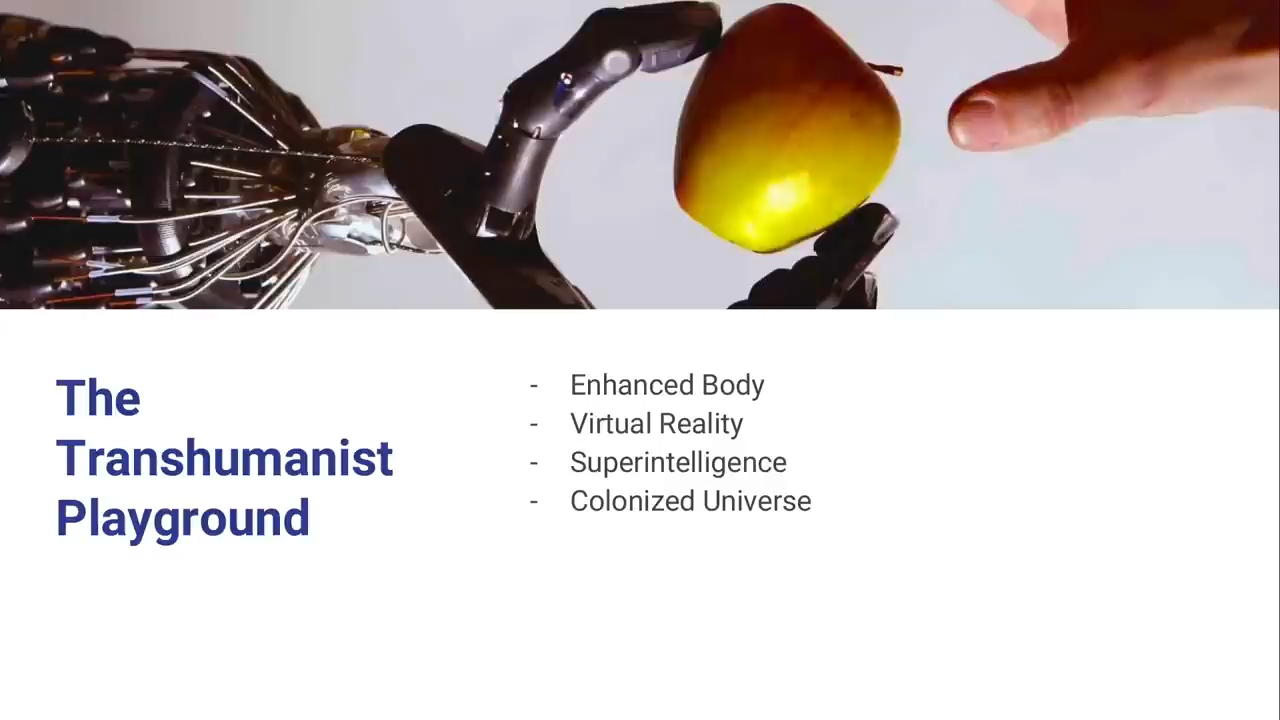 The
Transhumanist
Playground
- Enhanced Body
- Virtual Reality
- Superintelligence
- Colonized Universe